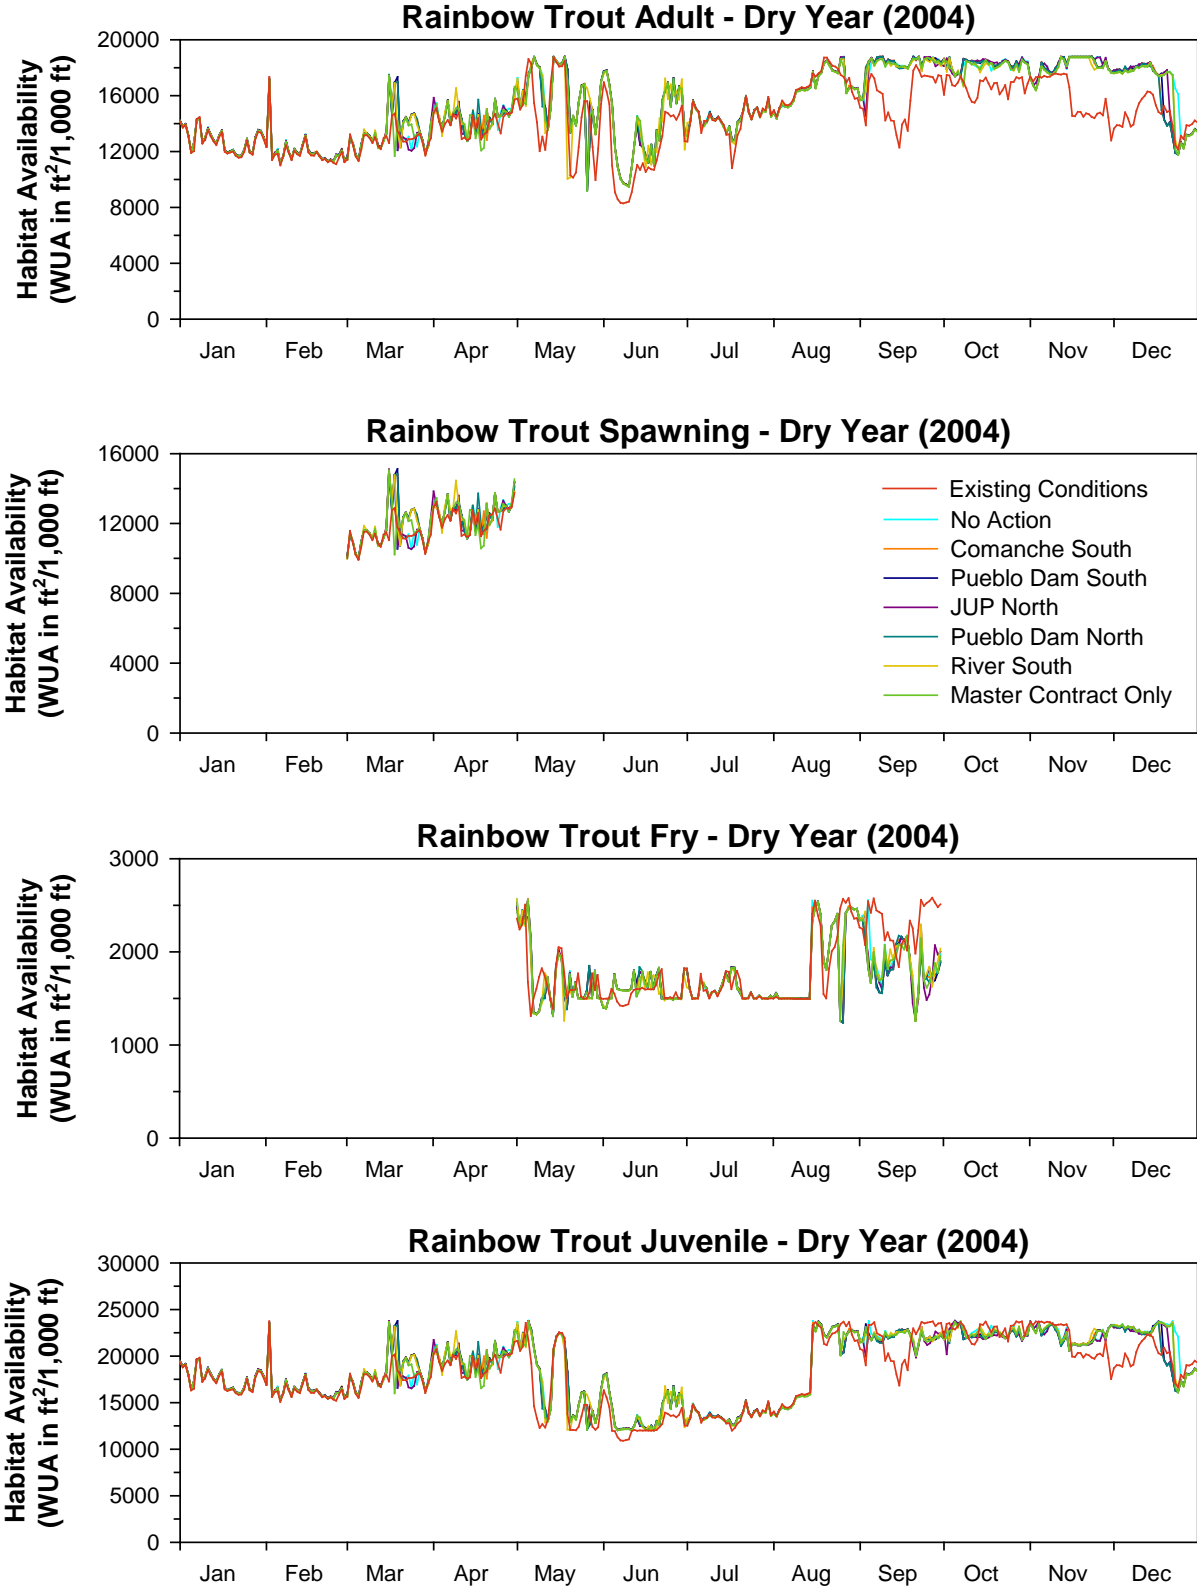 Rainbow Trout Adult - Dry Year (2004)
Habitat Availability
(WUA in ft²/1,000 ft)
20000
16000
12000
8000
4000
0
Jan Feb Mar Apr May Jun Jul Aug Sep Oct Nov Dec
Rainbow Trout Spawning - Dry Year (2004)
Habitat Availability
(WUA in ft²/1,000 ft)
16000
12000
8000
4000
0
Existing Conditions
No Action
Comanche South
Pueblo Dam South
JUP North
Pueblo Dam North
River South
Master Contract Only
Jan Feb Mar Apr May Jun Jul Aug Sep Oct Nov Dec
Rainbow Trout Fry - Dry Year (2004)
Habitat Availability
(WUA in ft²/1,000 ft)
3000
2000
1000
0
Jan Feb Mar Apr May Jun Jul Aug Sep Oct Nov Dec
Rainbow Trout Juvenile - Dry Year (2004)
Habitat Availability
(WUA in ft²/1,000 ft)
30000
25000
20000
15000
10000
5000
0
Jan Feb Mar Apr May Jun Jul Aug Sep Oct Nov Dec